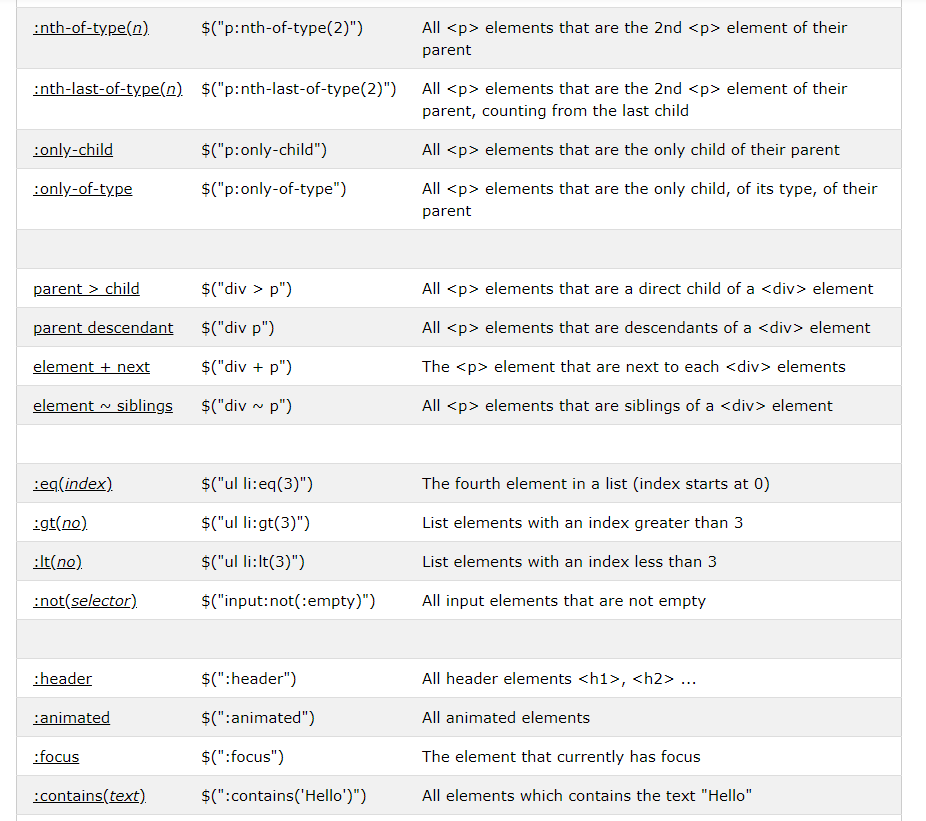 :nth-of-type(n) $("p:nth-of-type(2)") All <p> elements that are the 2nd <p> element of their
parent
:nth-last-of-type(n) $("p:nth-last-of-type(2)") All <p> elements that are the 2nd <p> element of their
parent, counting from the last child
:only-child $("p:only-child") All <p> elements that are the only child of their parent
:only-of-type $("p:only-of-type") All <p> elements that are the only child, of its type, of their
parent
parent > child $("div > p") All <p> elements that are a direct child of a <div> element
parent descendant $("div p") All <p> elements that are descendants of a <div> element
element + next $("div + p") The <p> element that are next to each <div> elements
element ~ siblings $("div ~ p") All <p> elements that are siblings of a <div> element
:eq(index) $("ul li:eq(3)") The fourth element in a list (index starts at 0)
:gt(no) $("ul li:gt(3)") List elements with an index greater than 3
:lt(no) $("ul li:lt(3)") List elements with an index less than 3
:not(selector) $("input:not(:empty)") All input elements that are not empty
:header $(":header") All header elements <h1>, <h2> ...
:animated $(":animated") All animated elements
:focus $(":focus") The element that currently has focus
:contains(text) $(":contains('Hello')") All elements which contains the text "Hello"